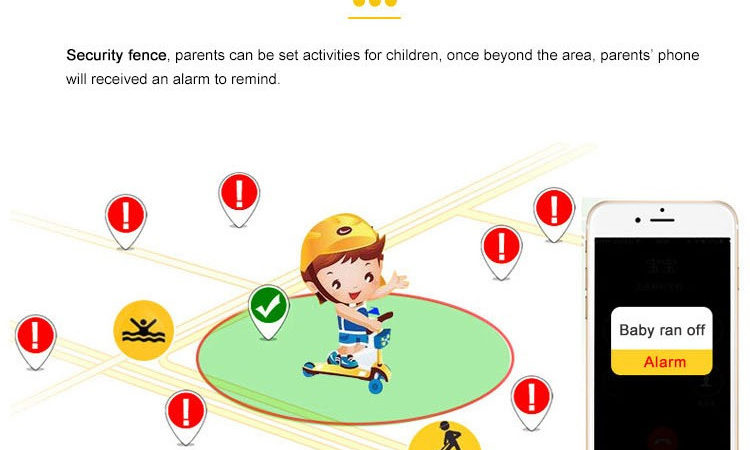 Security fence, parents can be set activities for children, once beyond the area, parents' phone
will received an alarm to remind.
Baby ran off
Alarm